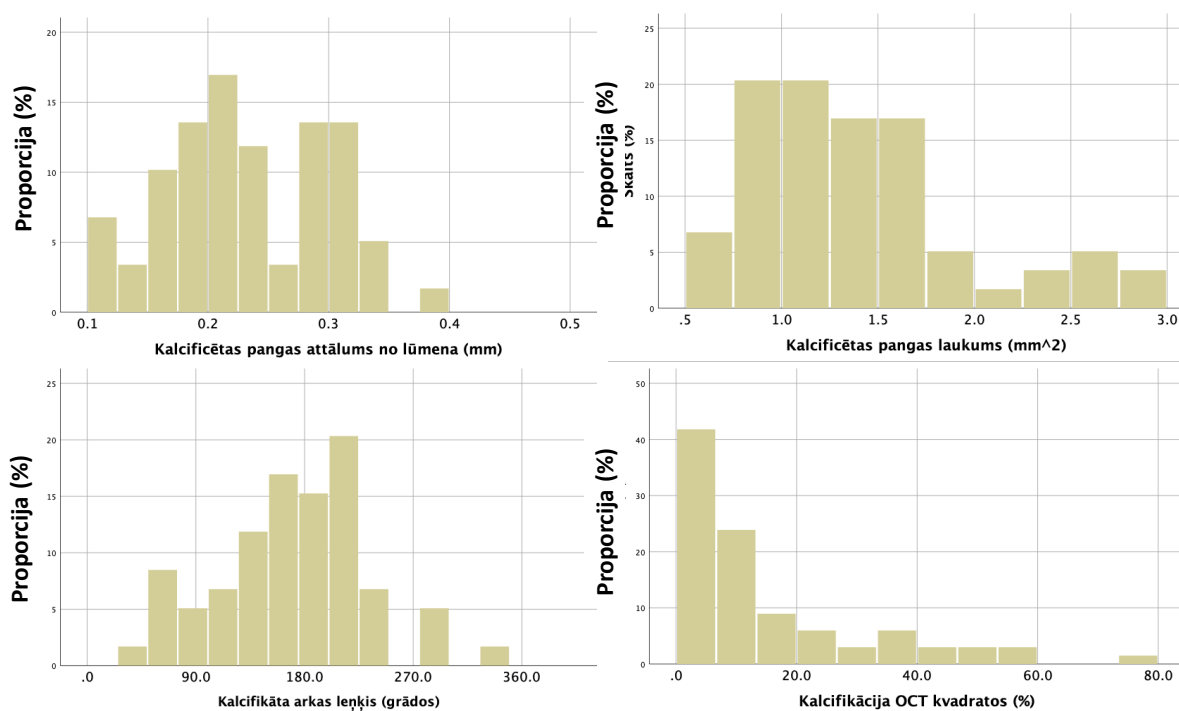 Proporcija (%)
20
15
10
5
0
0.1 0.2 0.3 0.4 0.5
Kalcificētas pangas attālums no lūmena (mm)
Proporcija (%)
Skaits (%)
25
20
15
10
5
0
.5 1.0 1.5 2.0 2.5 3.0
Kalcificētas pangas laukums (mm^2)
Proporcija (%)
25
20
15
10
5
0
.0 90.0 180.0 270.0 360.0
Kalcifikāta arkas leņķis (grādos)
Proporcija (%)
50
40
30
20
10
0
.0 20.0 40.0 60.0 80.0
Kalcifikācija OCT kvadratos (%)